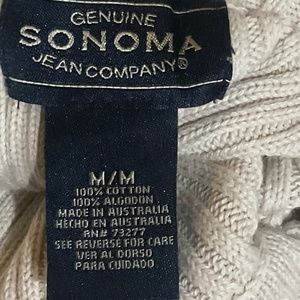 GENUINE
SONOMA
JEAN COMPANY®
M/M
100% COTTON
100% ALGODON
MADE IN AUSTRALIA
HECHO EN AUSTRALIA
RN# 73277
SEE REVERSE FOR CARE
VER AL DORSO
PARA CUIDADO